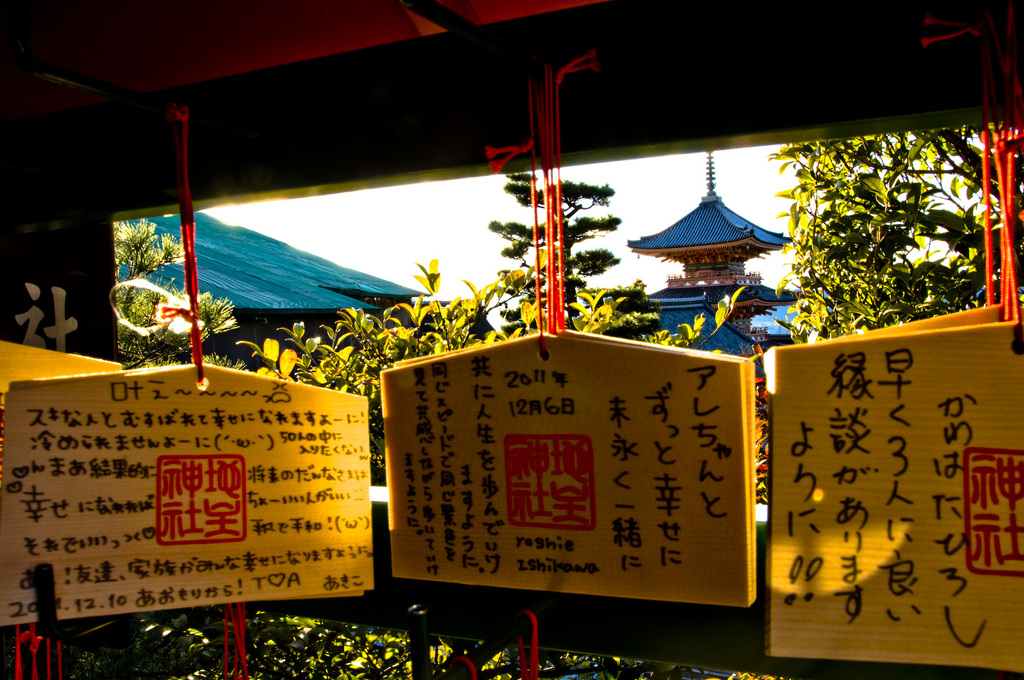 社
叶え〜〜〜〜
スキな人とむすばれて幸せになれますよーに!
冷められませんよーに(´･ω･`)
50人の中に
入りたくない
んまあ結果的に
幸せになれれば
それでいいっつく♡
将来のだんなさまは
ちょーいい人がいい
平和!('ω')
!友達、家族がみんな幸せになりますように
12.10 あおもりから! T♡A あきこ
地主
神社
アレちゃんと
ずっと幸せに
末永く一緒に
2011年
12月6日
地主
神社
yoshie
Ishikawa
共に人生を歩んでいけ
ますように。
同じスピードで同じ景色を
見て共感しながら歩いていけ
ますように。
かめはたひろし
早く3人に良い
縁談があります
ように!!
神社